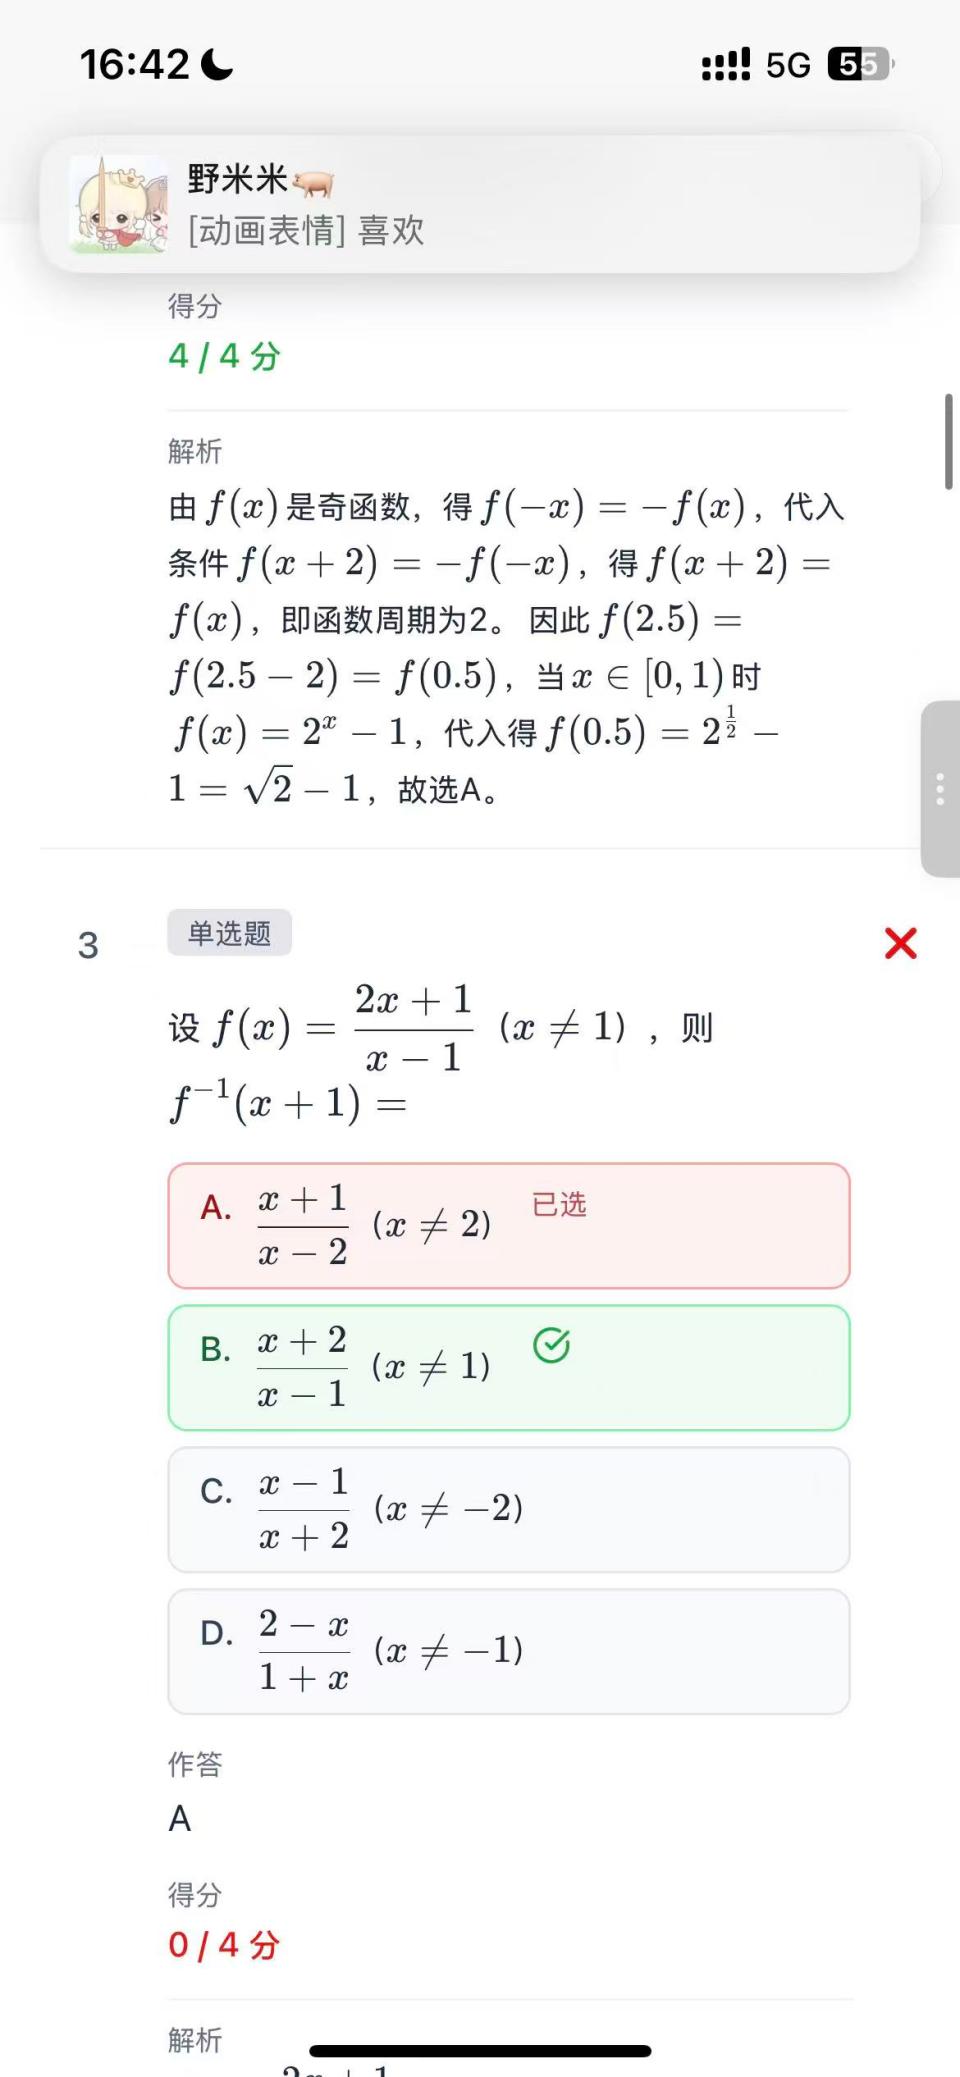 16:42 5G 55
野米米🐖
[动画表情] 喜欢
得分
4 / 4 分
解析
由 f(x) 是奇函数，得 f(−x) = −f(x)，代入
条件 f(x + 2) = −f(−x)，得 f(x + 2) =
f(x)，即函数周期为2。因此 f(2.5) =
f(2.5 − 2) = f(0.5)，当 x ∈ [0, 1) 时
f(x) = 2^x − 1，代入得 f(0.5) = 2^{1/2} −
1 = √2 − 1，故选A。
3 单选题
设 f(x) = \frac{2x + 1}{x − 1} (x ≠ 1)，则
f^{−1}(x + 1) =
A. \frac{x + 1}{x − 2} (x ≠ 2) 已选
B. \frac{x + 2}{x − 1} (x ≠ 1)
C. \frac{x − 1}{x + 2} (x ≠ −2)
D. \frac{2 − x}{1 + x} (x ≠ −1)
作答
A
得分
0 / 4 分
解析